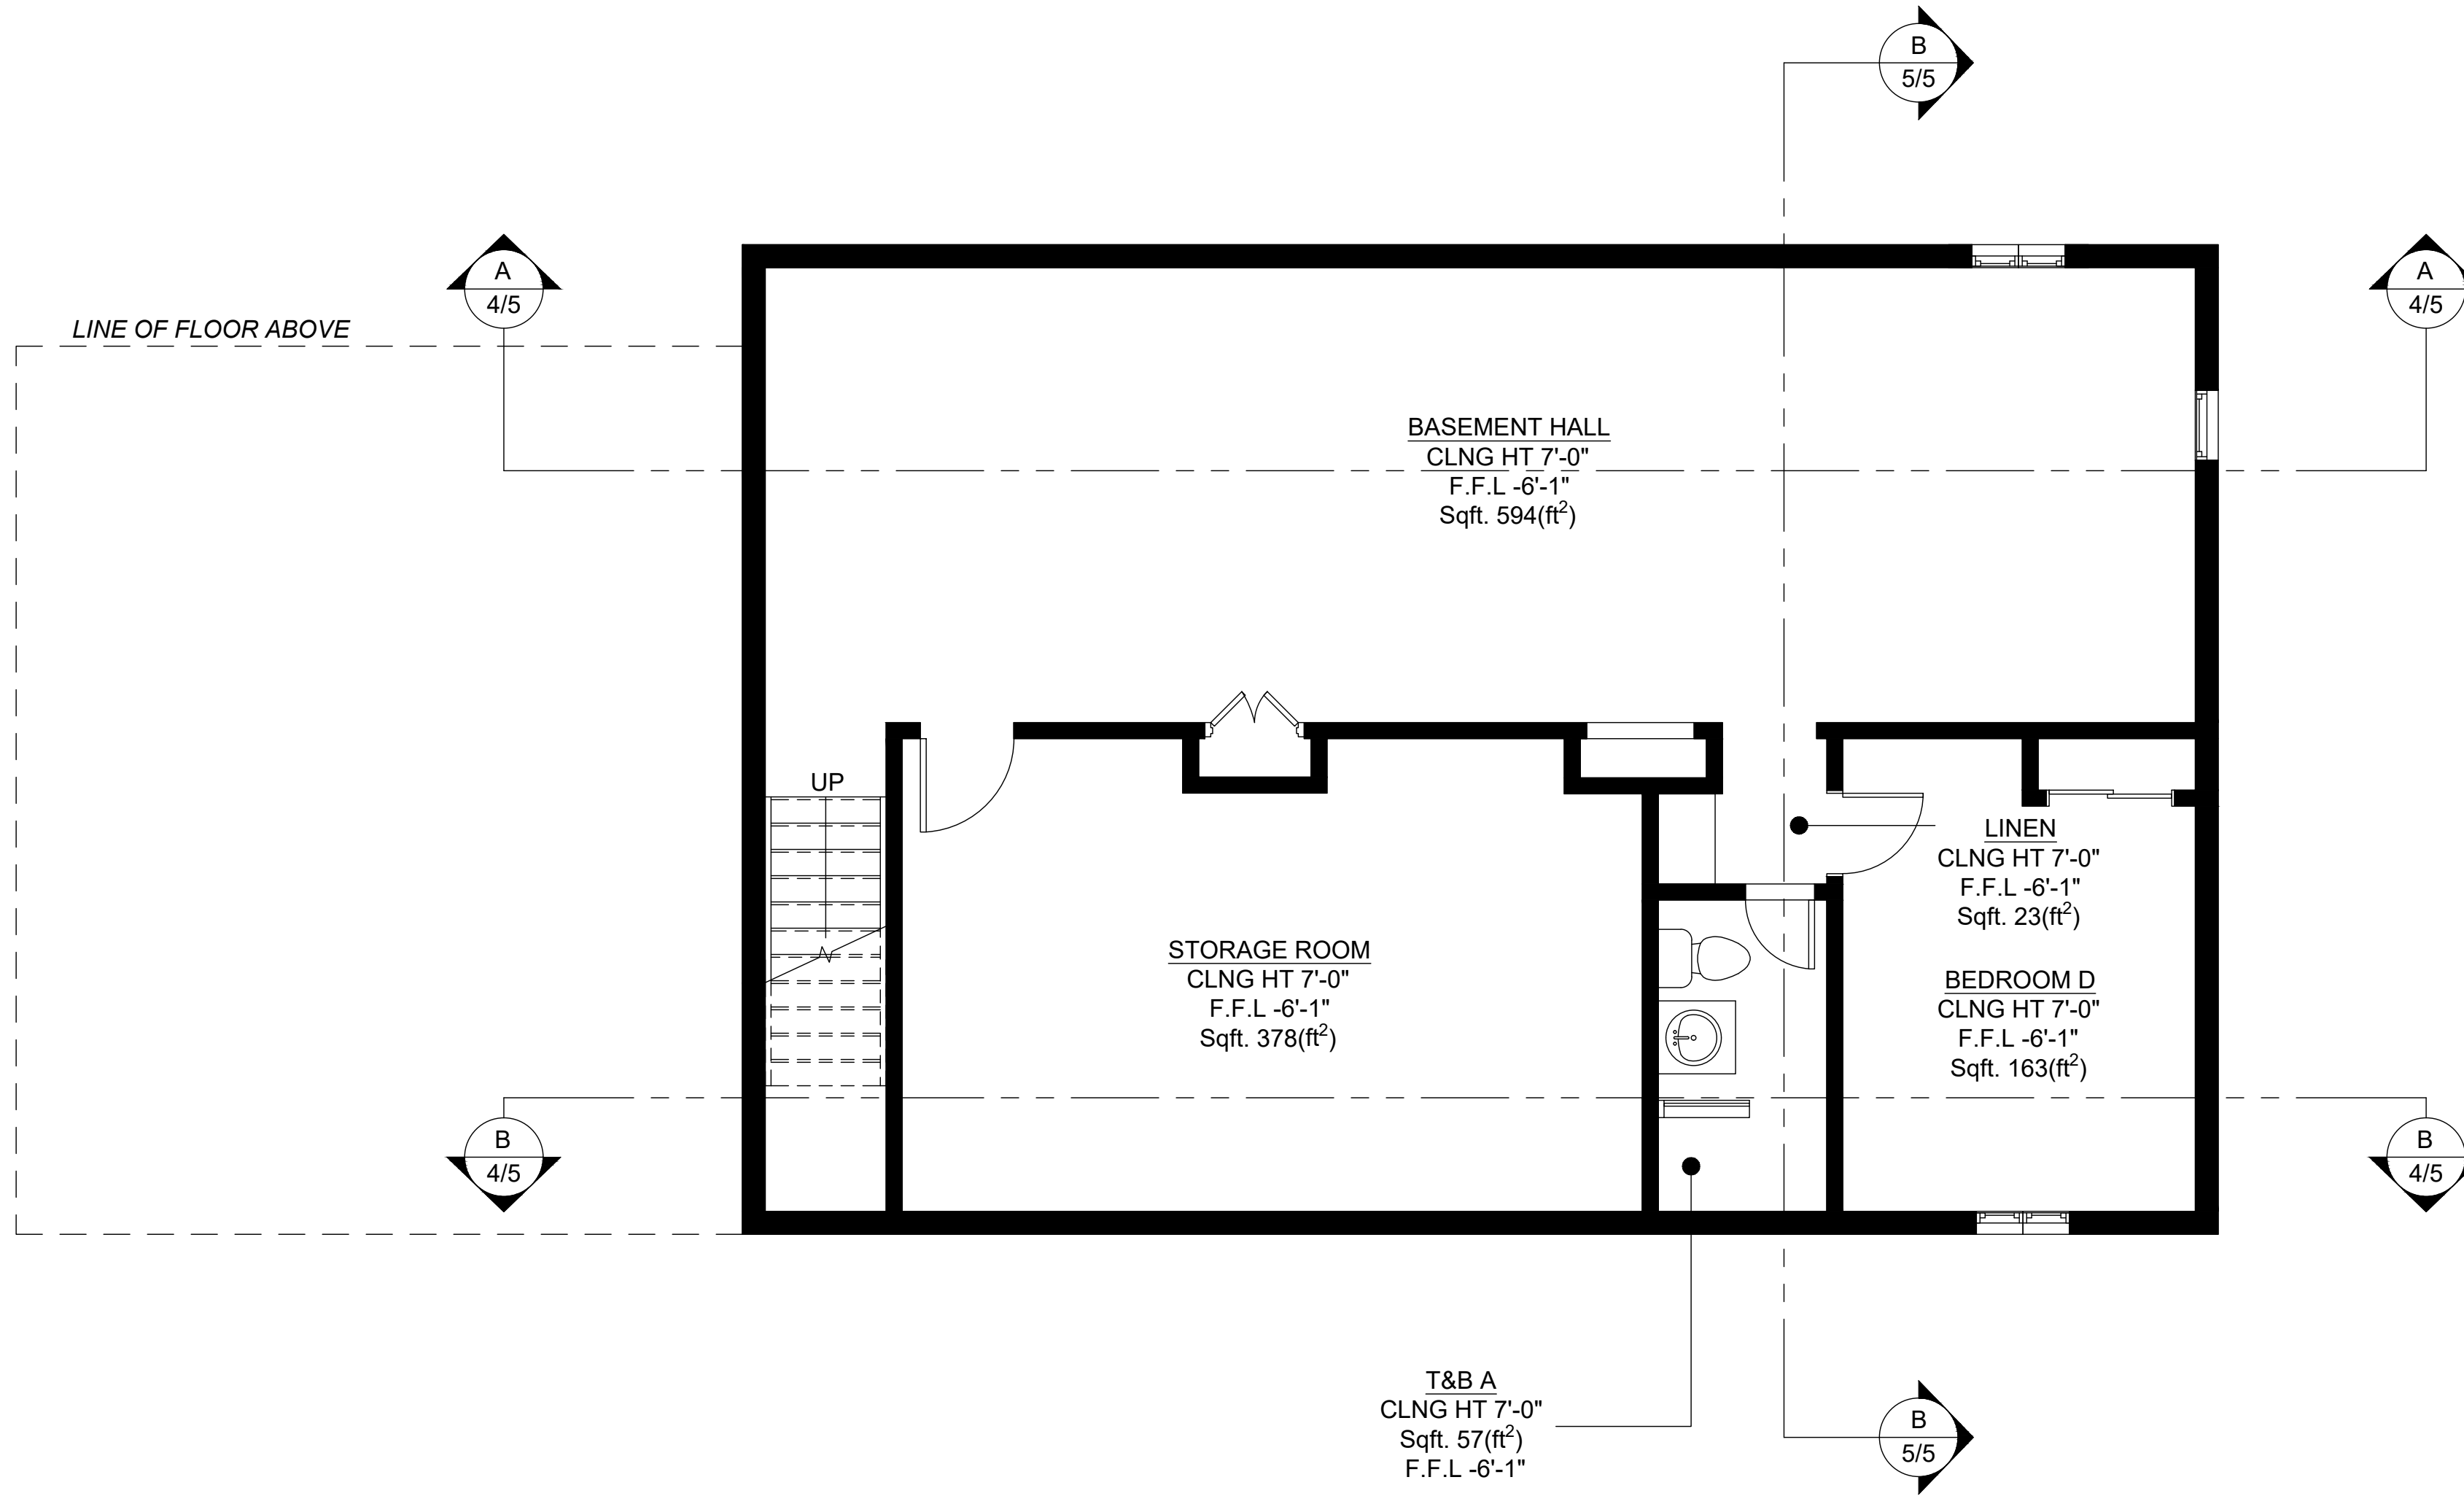 B
5/5
A
4/5
A
4/5
LINE OF FLOOR ABOVE
BASEMENT HALL
CLNG HT 7'-0"
F.F.L -6'-1"
Sqft. 594(ft²)
UP
LINEN
CLNG HT 7'-0"
F.F.L -6'-1"
Sqft. 23(ft²)
STORAGE ROOM
CLNG HT 7'-0"
F.F.L -6'-1"
Sqft. 378(ft²)
BEDROOM D
CLNG HT 7'-0"
F.F.L -6'-1"
Sqft. 163(ft²)
B
4/5
B
4/5
T&B A
CLNG HT 7'-0"
Sqft. 57(ft²)
F.F.L -6'-1"
B
5/5